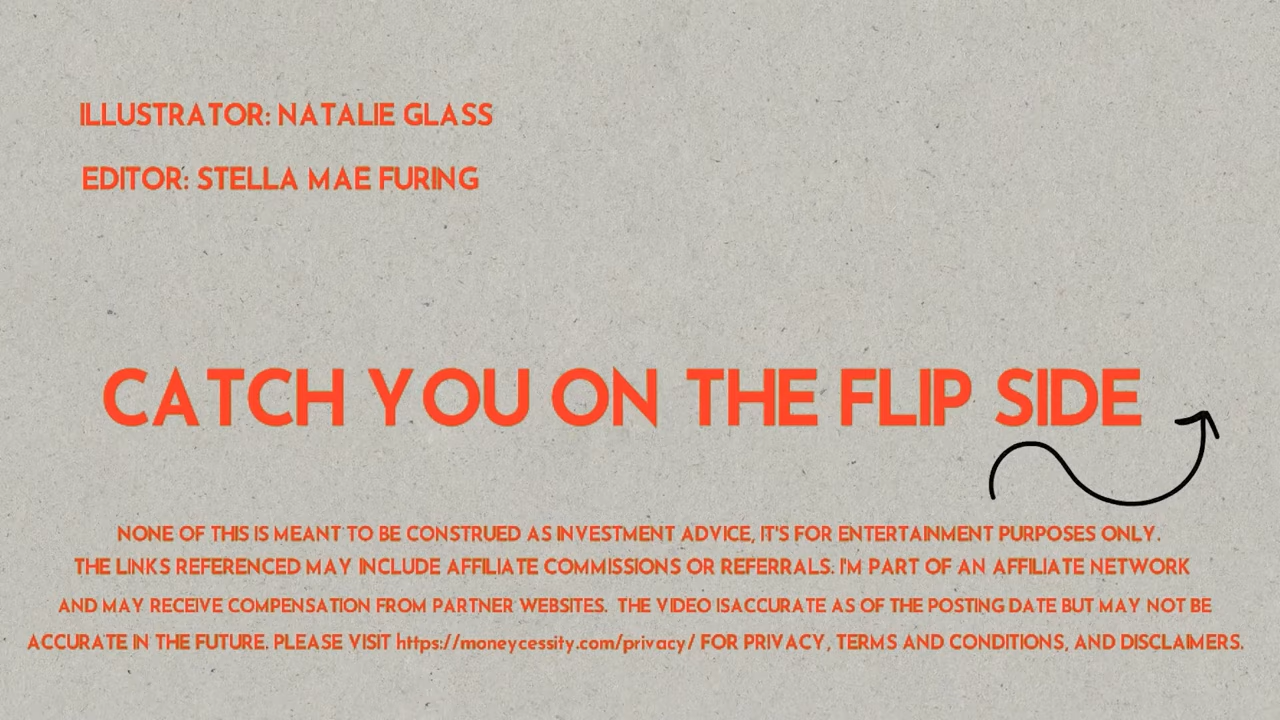 ILLUSTRATOR: NATALIE GLASS
EDITOR: STELLA MAE FURING
CATCH YOU ON THE FLIP SIDE
NONE OF THIS IS MEANT TO BE CONSTRUED AS INVESTMENT ADVICE, IT'S FOR ENTERTAINMENT PURPOSES ONLY.
THE LINKS REFERENCED MAY INCLUDE AFFILIATE COMMISSIONS OR REFERRALS. I'M PART OF AN AFFILIATE NETWORK
AND MAY RECEIVE COMPENSATION FROM PARTNER WEBSITES. THE VIDEO ISACCURATE AS OF THE POSTING DATE BUT MAY NOT BE
ACCURATE IN THE FUTURE. PLEASE VISIT https://moneycessity.com/privacy/ FOR PRIVACY, TERMS AND CONDITIONS, AND DISCLAIMERS.